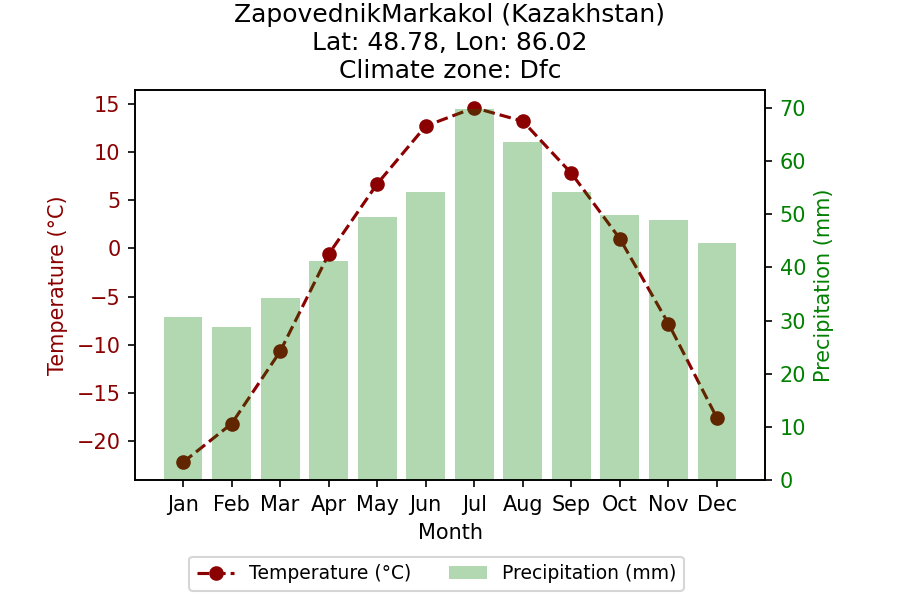 ZapovednikMarkakol (Kazakhstan)
Lat: 48.78, Lon: 86.02
Climate zone: Dfc
15
10
5
0
−5
−10
−15
−20
Temperature (°C)
70
60
50
40
30
20
10
0
Precipitation (mm)
Jan Feb Mar Apr May Jun Jul Aug Sep Oct Nov Dec
Month
Temperature (°C) Precipitation (mm)